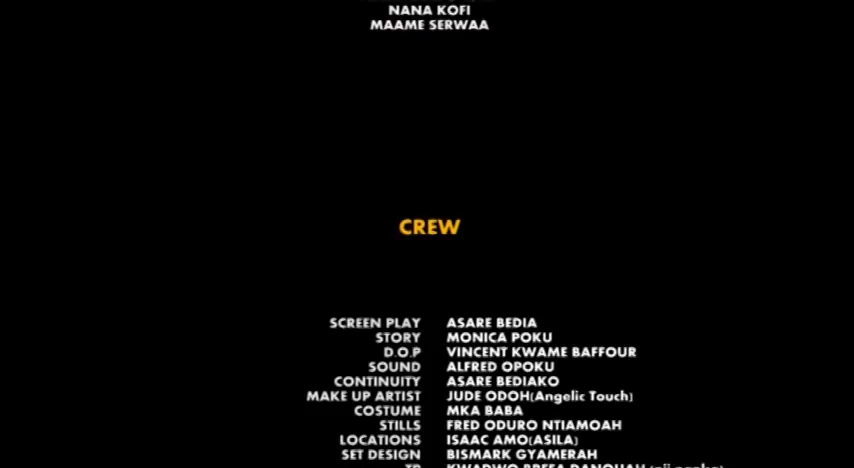 NANA KOFI
MAAME SERWAA
CREW
SCREEN PLAY ASARE BEDIA
STORY MONICA POKU
D.O.P VINCENT KWAME BAFFOUR
SOUND ALFRED OPOKU
CONTINUITY ASARE BEDIAKO
MAKE UP ARTIST JUDE ODOH(Angelic Touch)
COSTUME MKA BABA
STILLS FRED ODURO NTIAMOAH
LOCATIONS ISAAC AMO(ASILA)
SET DESIGN BISMARK GYAMERAH